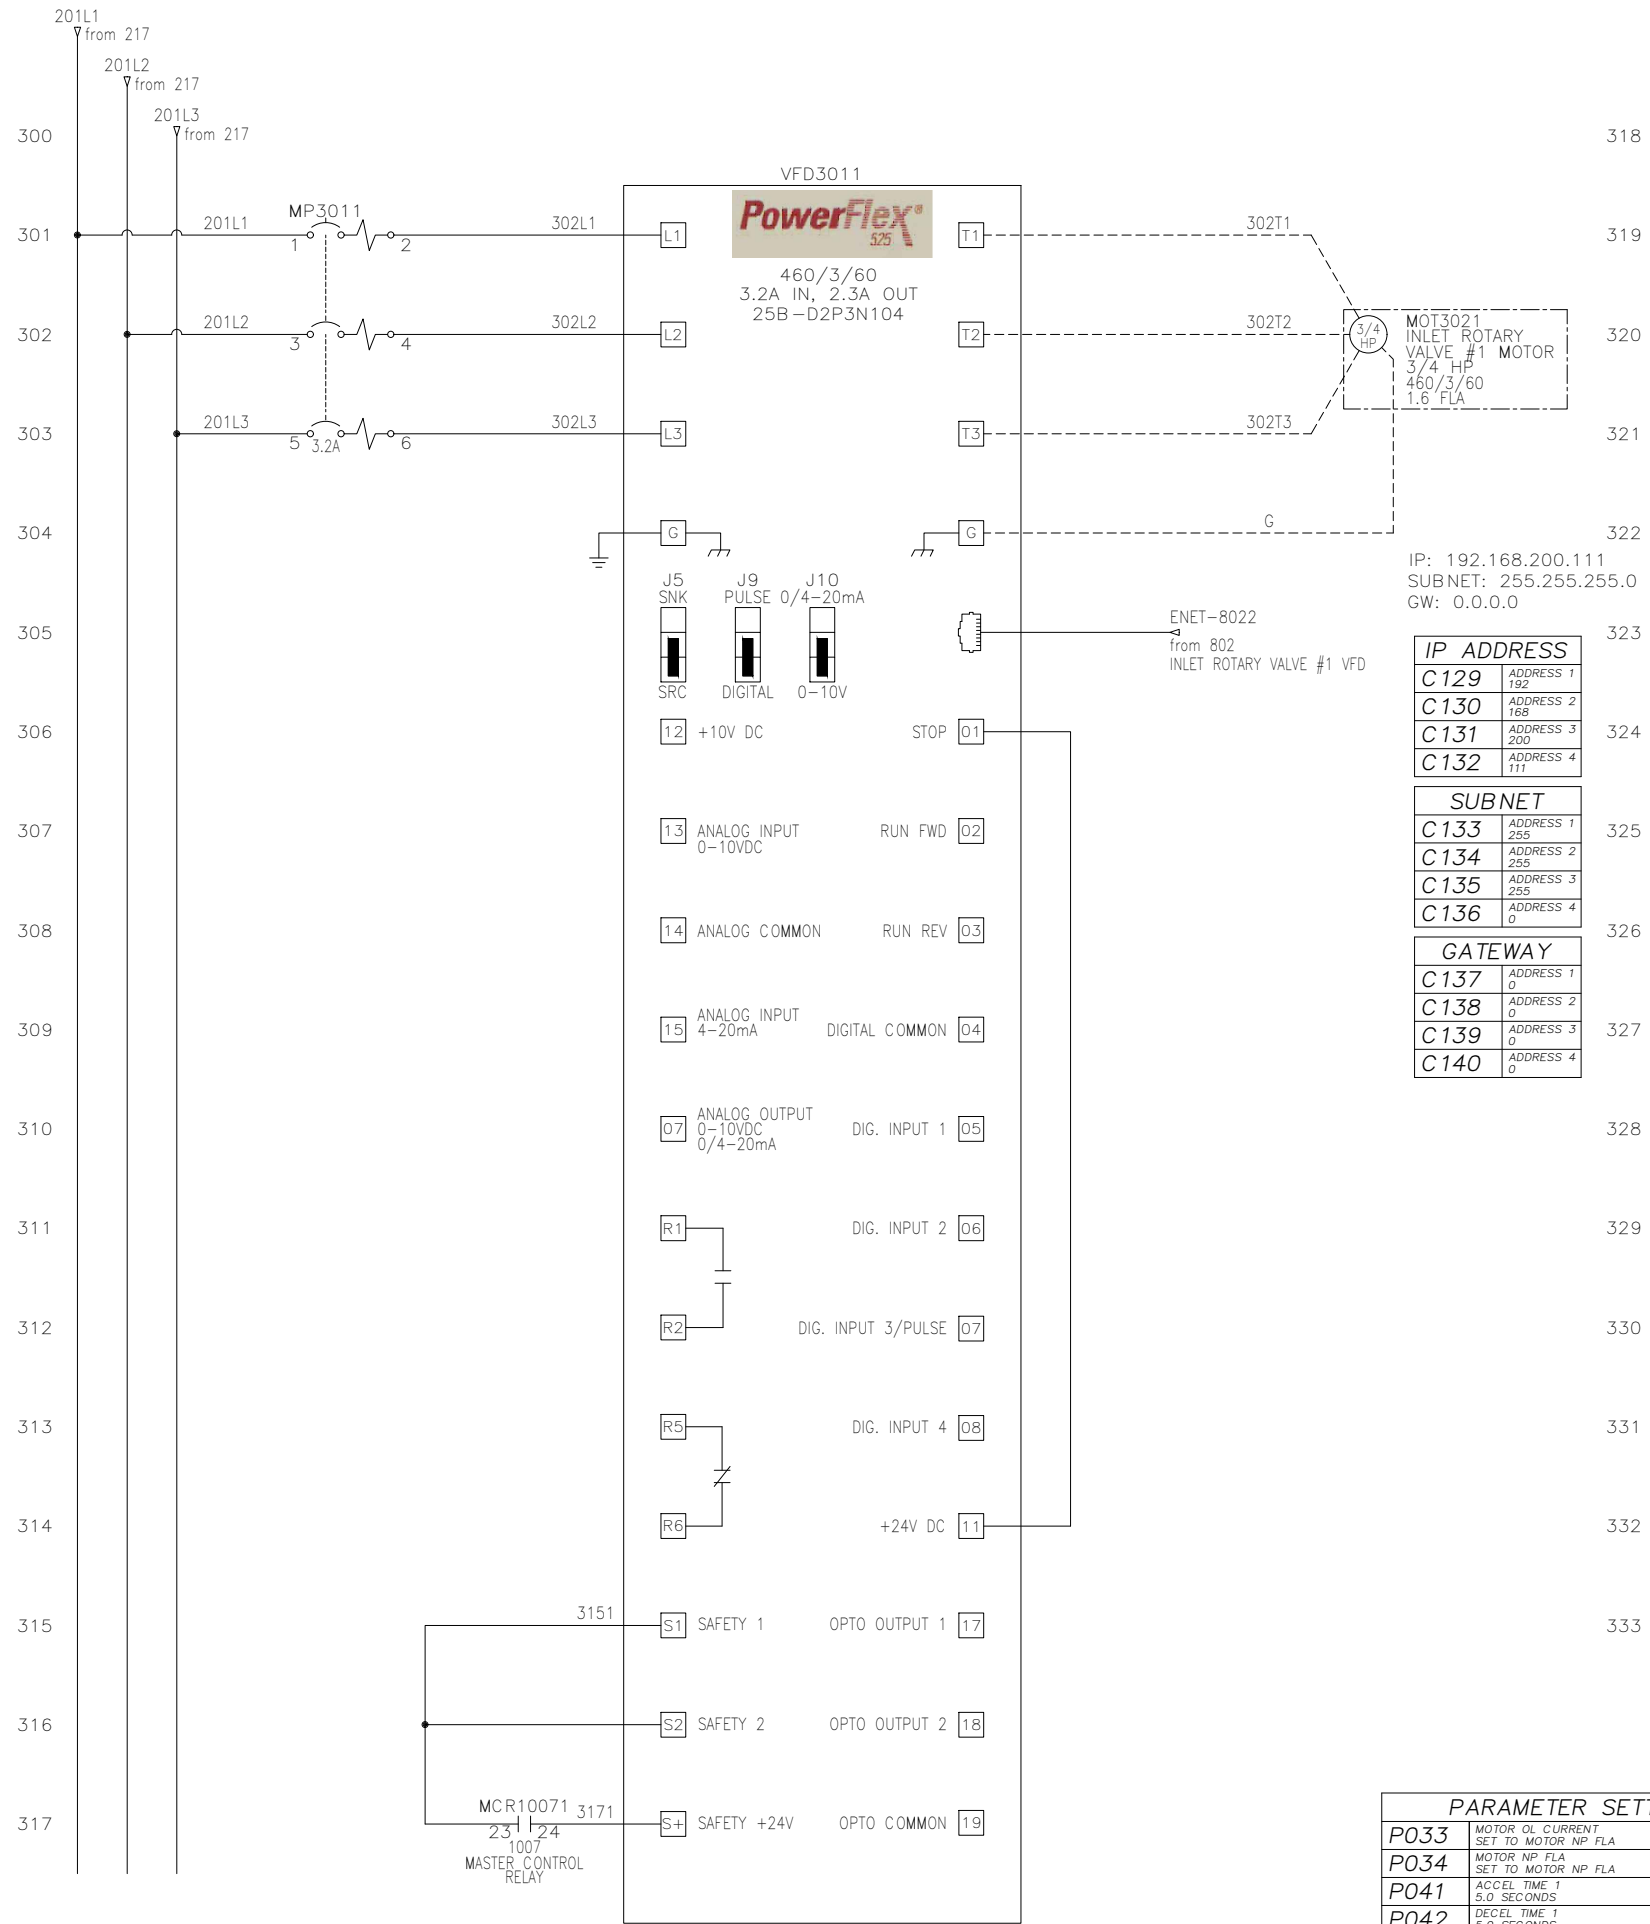 201L1
from 217
201L2
from 217
201L3
from 217
300
318
VFD3011
PowerFlex®
525
460/3/60
3.2A IN, 2.3A OUT
25B-D2P3N104
301
201L1
MP3011
1
2
302L1
L1
T1
302T1
319
302
201L2
3
4
302L2
L2
T2
302T2
3/4
HP
MOT3021
INLET ROTARY
VALVE #1 MOTOR
3/4 HP
460/3/60
1.6 FLA
320
303
201L3
5
3.2A
6
302L3
L3
T3
302T3
321
304
G
G
G
322
IP: 192.168.200.111
SUBNET: 255.255.255.0
GW: 0.0.0.0
J5
J9
J10
SNK
PULSE
0/4-20mA
305
ENET-8022
from 802
INLET ROTARY VALVE #1 VFD
323
SRC
DIGITAL
0-10V
IP ADDRESS
C129
ADDRESS 1
192
C130
ADDRESS 2
168
C131
ADDRESS 3
200
C132
ADDRESS 4
111
306
12
+10V DC
STOP
01
324
SUBNET
C133
ADDRESS 1
255
C134
ADDRESS 2
255
C135
ADDRESS 3
255
C136
ADDRESS 4
0
307
13
ANALOG INPUT
0-10VDC
RUN FWD
02
325
308
14
ANALOG COMMON
RUN REV
03
326
GATEWAY
C137
ADDRESS 1
0
C138
ADDRESS 2
0
C139
ADDRESS 3
0
C140
ADDRESS 4
0
309
15
ANALOG INPUT
4-20mA
DIGITAL COMMON
04
327
310
07
ANALOG OUTPUT
0-10VDC
0/4-20mA
DIG. INPUT 1
05
328
311
R1
DIG. INPUT 2
06
329
312
R2
DIG. INPUT 3/PULSE
07
330
313
R5
DIG. INPUT 4
08
331
314
R6
+24V DC
11
332
315
3151
S1
SAFETY 1
OPTO OUTPUT 1
17
333
316
S2
SAFETY 2
OPTO OUTPUT 2
18
317
MCR10071
23
24
1007
MASTER CONTROL
RELAY
3171
S+
SAFETY +24V
OPTO COMMON
19
PARAMETER SETT
P033
MOTOR OL CURRENT
SET TO MOTOR NP FLA
P034
MOTOR NP FLA
SET TO MOTOR NP FLA
P041
ACCEL TIME 1
5.0 SECONDS
P042
DECEL TIME 1
5.0 SECONDS